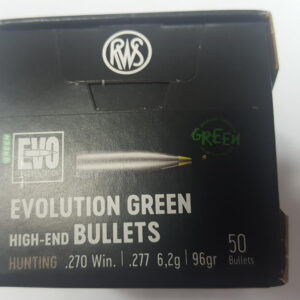 RWS
GREEN
EVO
GREEN
EVOLUTION GREEN
HIGH-END BULLETS
HUNTING .270 Win. | .277 6,2g | 96gr
50
Bullets